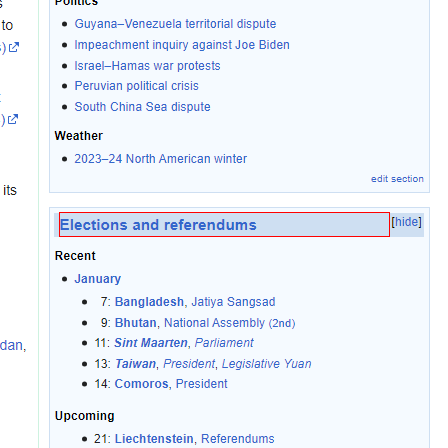 Politics
to
Guyana–Venezuela territorial dispute
Impeachment inquiry against Joe Biden
)
Israel–Hamas war protests
Peruvian political crisis
South China Sea dispute
)
Weather
2023–24 North American winter
edit section
its
Elections and referendums [hide]
Recent
January
7: Bangladesh, Jatiya Sangsad
9: Bhutan, National Assembly (2nd)
11: Sint Maarten, Parliament
dan,
13: Taiwan, President, Legislative Yuan
14: Comoros, President
Upcoming
21: Liechtenstein, Referendums